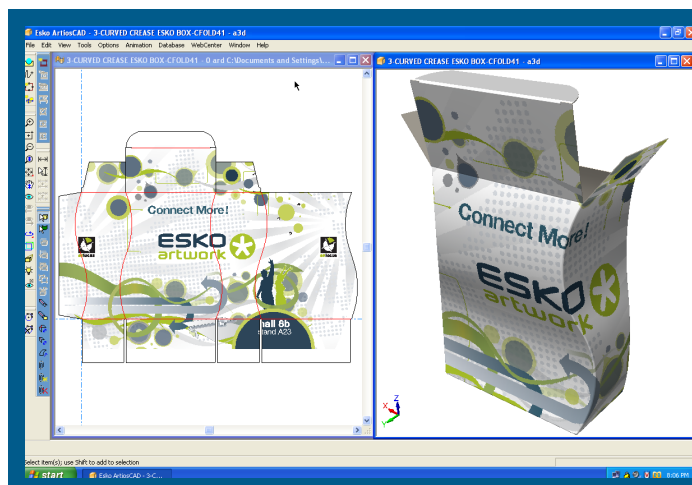 Esko ArtiosCAD - 3-CURVED CREASE ESKO BOX-CFOLD41 - a3d
File Edit View Tools Options Animation Database WebCenter Window Help
3-CURVED CREASE ESKO BOX-CFOLD41 - 0 ard C:\Documents and Settings\...
3-CURVED CREASE ESKO BOX-CFOLD41 - a3d
Connect More!
ESKO
artwork
hall 8b
stand A23
Connect More!
ESKO
artwork
Z
X
Y
Select item(s); use Shift to add to selection
start
Esko ArtiosCAD - 3-C...
8:06 PM